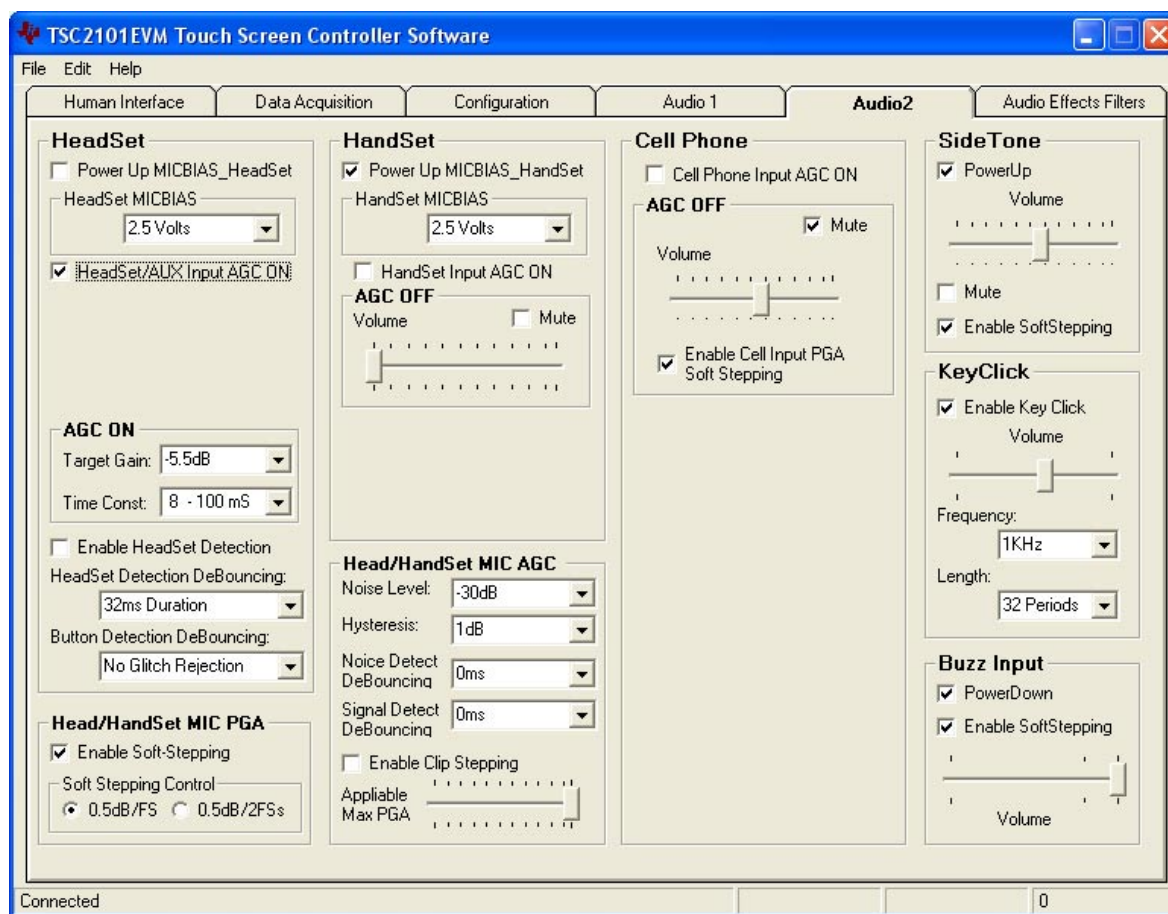 TSC2101EVM Touch Screen Controller Software
File Edit Help
Human Interface Data Acquisition Configuration Audio 1 Audio2 Audio Effects Filters
HeadSet
Power Up MICBIAS_HeadSet
HeadSet MICBIAS
2.5 Volts
HeadSet/AUX Input AGC ON
AGC ON
Target Gain: -5.5dB
Time Const: 8 - 100 mS
Enable HeadSet Detection
HeadSet Detection DeBouncing:
32ms Duration
Button Detection DeBouncing:
No Glitch Rejection
Head/HandSet MIC PGA
Enable Soft-Stepping
Soft Stepping Control
0.5dB/FS 0.5dB/2FSs
HandSet
Power Up MICBIAS_HandSet
HandSet MICBIAS
2.5 Volts
HandSet Input AGC ON
AGC OFF
Volume Mute
Head/HandSet MIC AGC
Noise Level: -30dB
Hysteresis: 1dB
Noice Detect
DeBouncing 0ms
Signal Detect
DeBouncing 0ms
Enable Clip Stepping
Appliable
Max PGA
Cell Phone
Cell Phone Input AGC ON
AGC OFF
Mute
Volume
Enable Cell Input PGA
Soft Stepping
SideTone
PowerUp
Volume
Mute
Enable SoftStepping
KeyClick
Enable Key Click
Volume
Frequency:
1KHz
Length:
32 Periods
Buzz Input
PowerDown
Enable SoftStepping
Volume
Connected 0